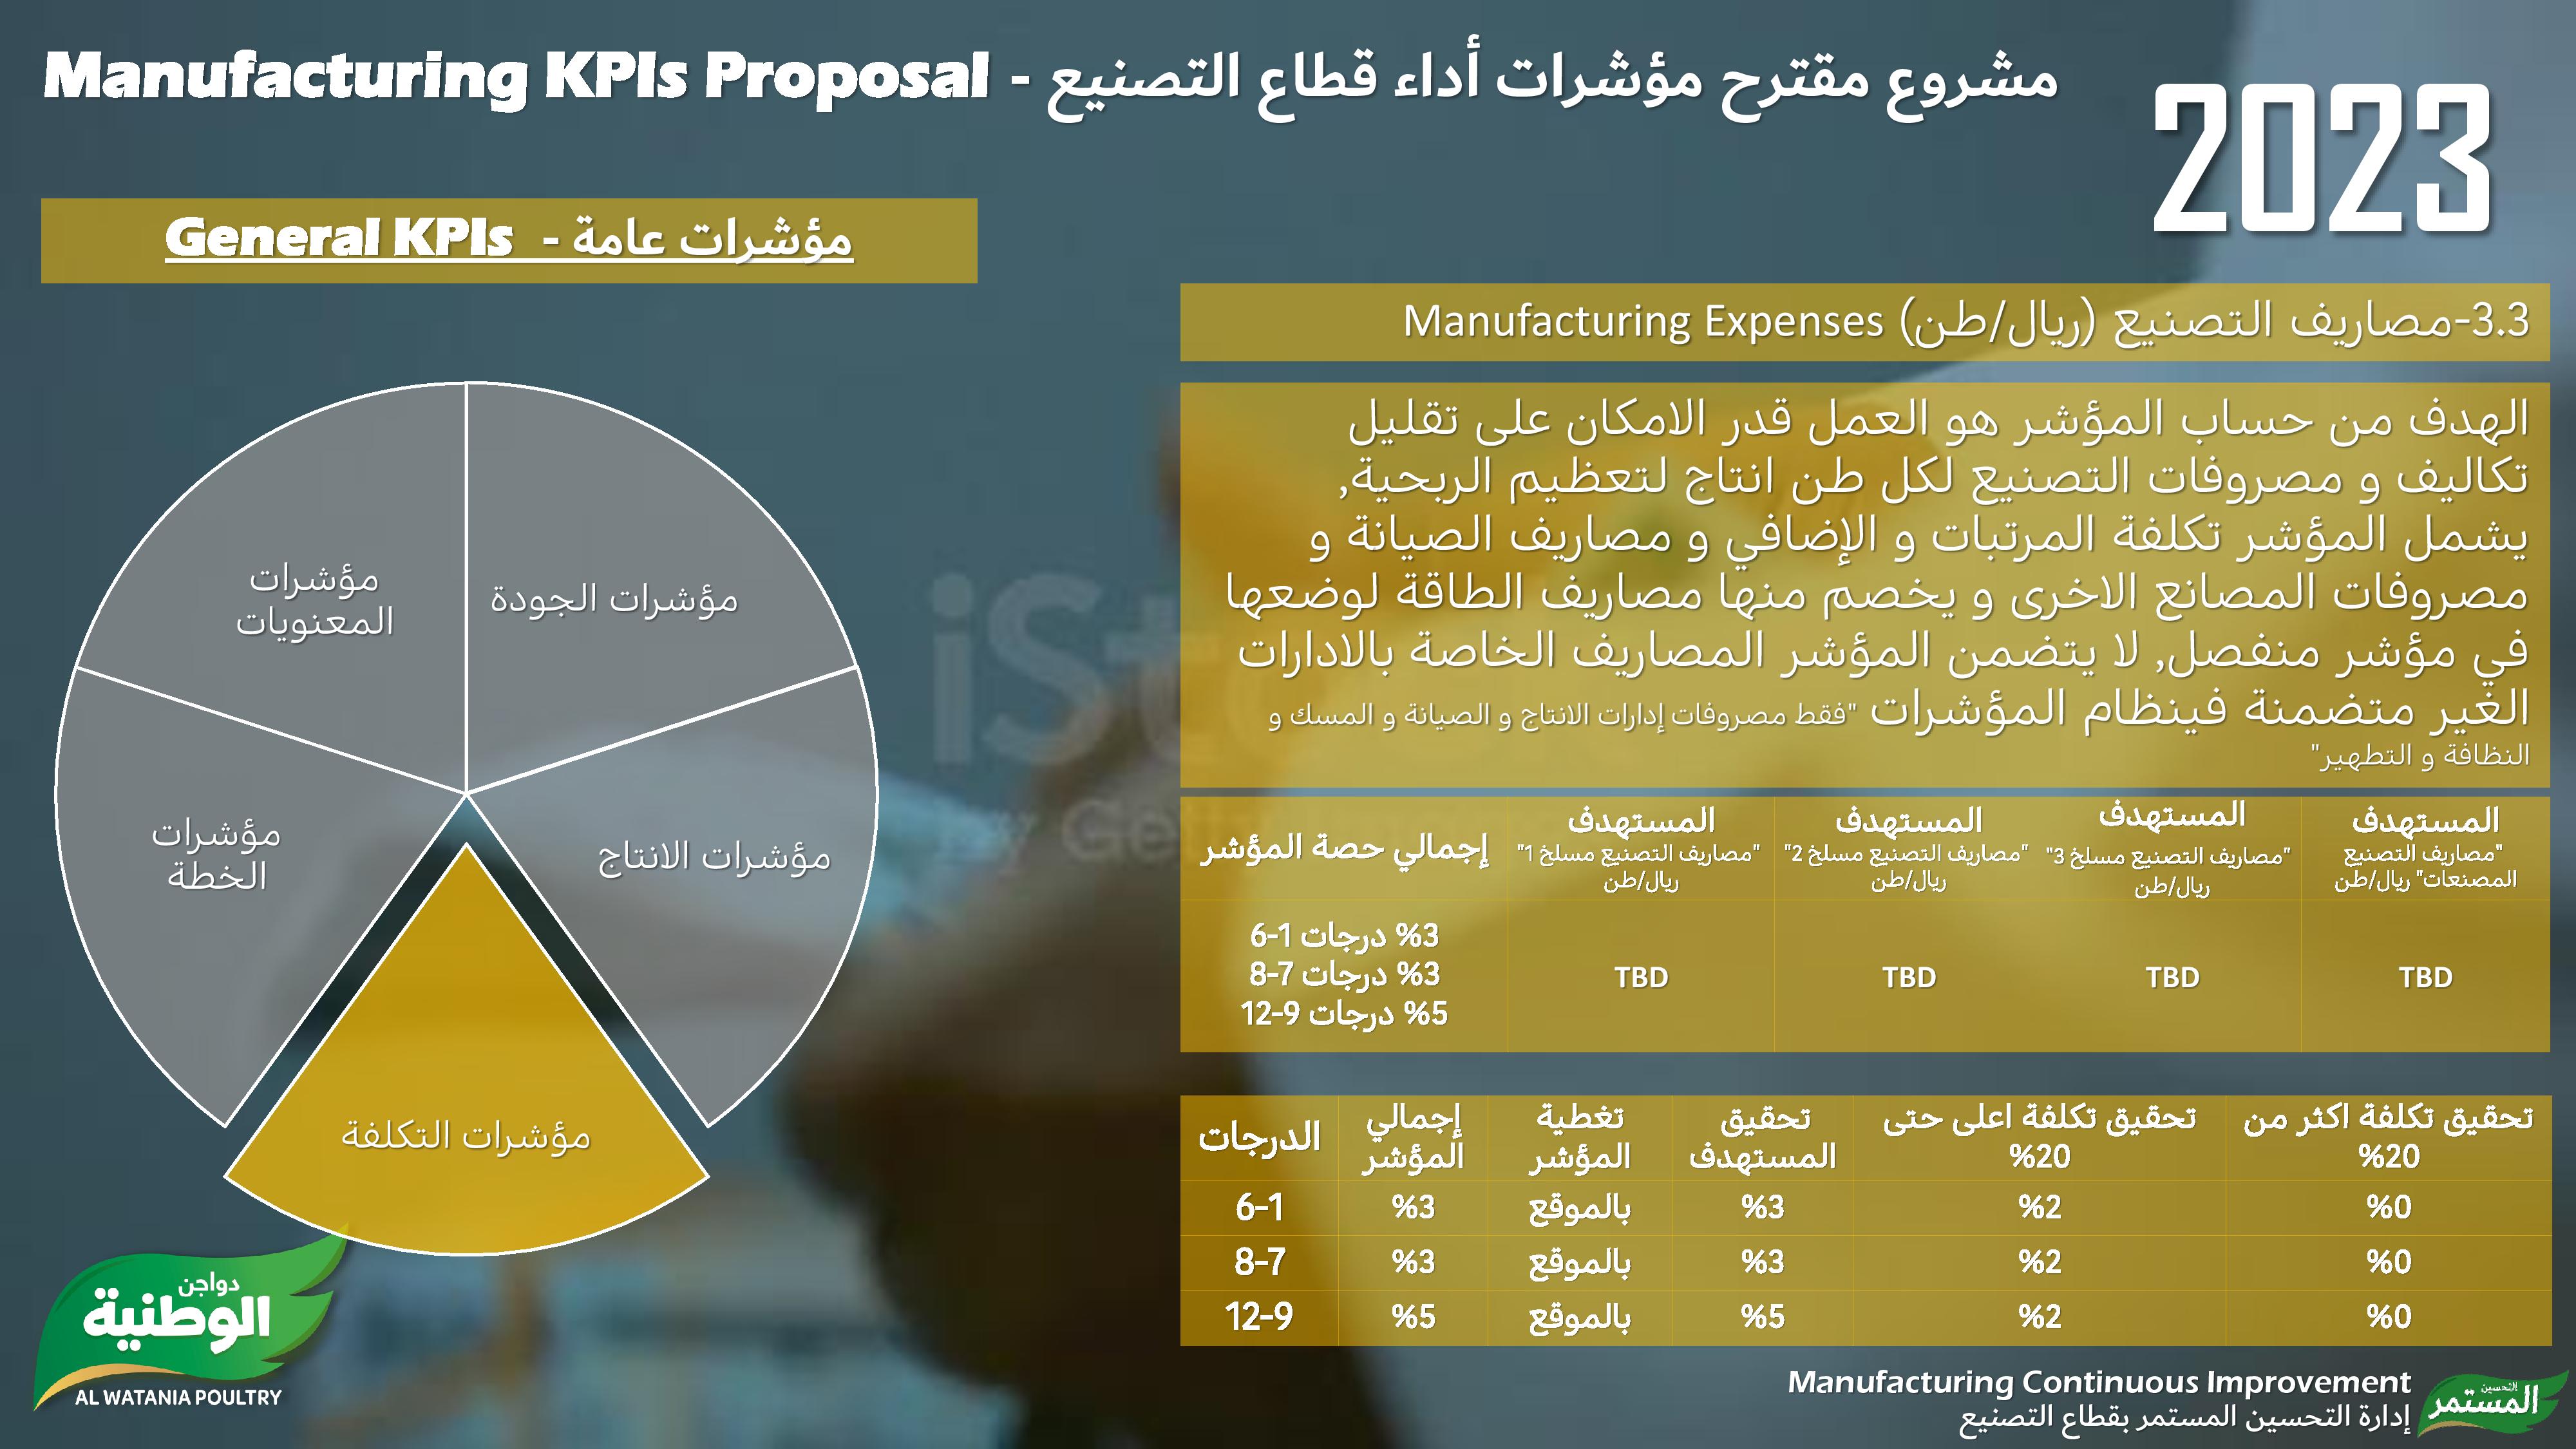 مشروع مقترح مؤشرات أداء قطاع التصنيع - Manufacturing KPIs Proposal
2023
مؤشرات عامة - General KPIs
3.3-مصاريف التصنيع (ريال/طن) Manufacturing Expenses
الهدف من حساب المؤشر هو العمل قدر الامكان على تقليل
تكاليف و مصروفات التصنيع لكل طن انتاج لتعظيم الربحية,
يشمل المؤشر تكلفة المرتبات و الإضافي و مصاريف الصيانة و
مصروفات المصانع الاخرى و يخصم منها مصاريف الطاقة لوضعها
في مؤشر منفصل, لا يتضمن المؤشر المصاريف الخاصة بالادارات
الغير متضمنة فينظام المؤشرات "فقط مصروفات إدارات الانتاج و الصيانة و المسك و
النظافة و التطهير"
مؤشرات الجودة
مؤشرات
المعنويات
مؤشرات الانتاج
مؤشرات
الخطة
مؤشرات التكلفة
إجمالي حصة المؤشر
المستهدف
"مصاريف التصنيع مسلخ 1"
ريال/طن
المستهدف
"مصاريف التصنيع مسلخ 2"
ريال/طن
المستهدف
"مصاريف التصنيع مسلخ 3"
ريال/طن
المستهدف
"مصاريف التصنيع
المصنعات" ريال/طن
%3 درجات 1-6
%3 درجات 7-8
%5 درجات 9-12
TBD TBD TBD TBD
الدرجات
إجمالي
المؤشر
تغطية
المؤشر
تحقيق
المستهدف
تحقيق تكلفة اعلى حتى
%20
تحقيق تكلفة اكثر من
%20
6-1 %3 بالموقع %3 %2 %0
8-7 %3 بالموقع %3 %2 %0
12-9 %5 بالموقع %5 %2 %0
iSt
by Gett
دواجن
الوطنية
AL WATANIA POULTRY
Manufacturing Continuous Improvement
إدارة التحسين المستمر بقطاع التصنيع
التحسين
المستمر